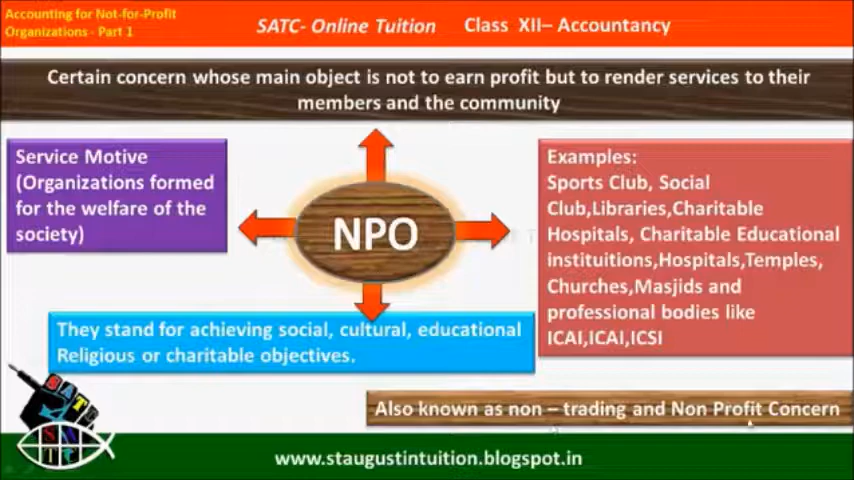 Accounting for Not-for-Profit
Organizations - Part 1
SATC- Online Tuition
Class XII– Accountancy
Certain concern whose main object is not to earn profit but to render services to their
members and the community
Service Motive
(Organizations formed
for the welfare of the
society)
NPO
Examples:
Sports Club, Social
Club,Libraries,Charitable
Hospitals, Charitable Educational
instituitions,Hospitals,Temples,
Churches,Masjids and
professional bodies like
ICAI,ICAI,ICSI
They stand for achieving social, cultural, educational
Religious or charitable objectives.
Also known as non – trading and Non Profit Concern
SATC
www.staugustintuition.blogspot.in